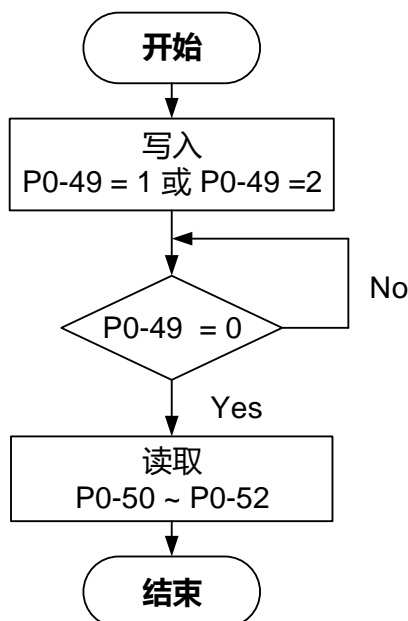 开始
写入
P0-49 = 1 或 P0-49 =2
No
P0-49 = 0
Yes
读取
P0-50 ~ P0-52
结束